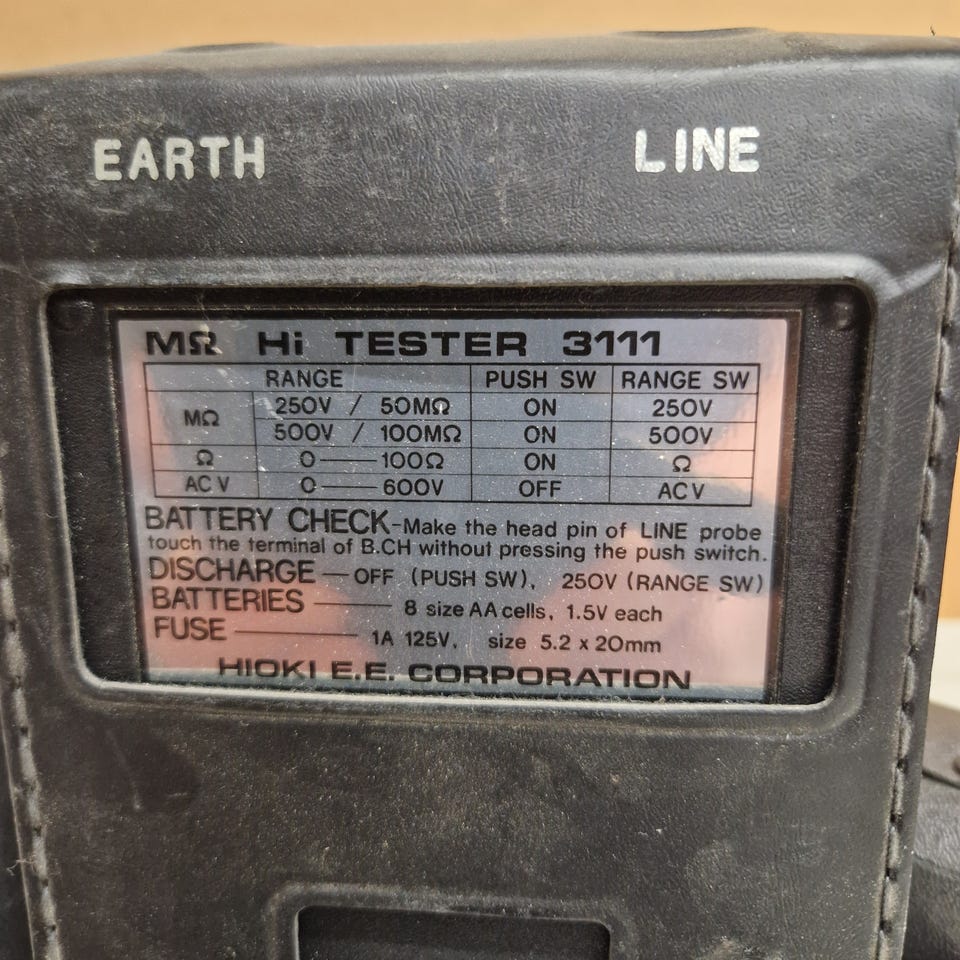 EARTH LINE
MΩ Hi TESTER 3111
RANGE PUSH SW RANGE SW
MΩ 250V / 50MΩ ON 250V
500V / 100MΩ ON 500V
Ω 0—100Ω ON Ω
AC V 0—600V OFF AC V
BATTERY CHECK-Make the head pin of LINE probe
touch the terminal of B.CH without pressing the push switch.
DISCHARGE — OFF (PUSH SW), 250V (RANGE SW)
BATTERIES — 8 size AA cells, 1.5V each
FUSE — 1A 125V, size 5.2 x 20mm
HIOKI E.E. CORPORATION